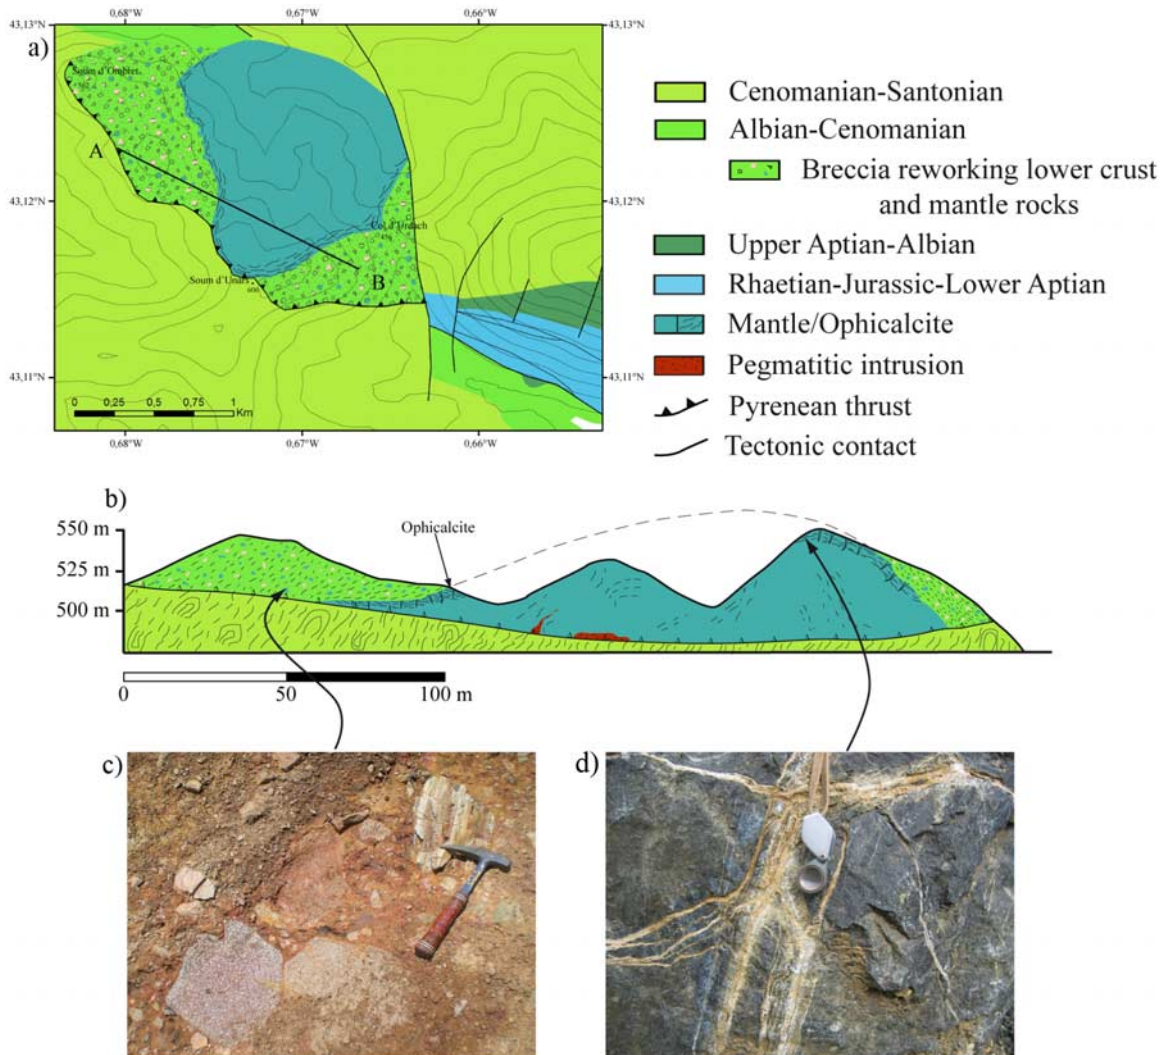 a)
0,68°W
0,67°W
0,66°W
43,13°N
43,13°N
Soum d'Ombret
A
43,12°N
43,12°N
Col d'Urdach
B
Soum d'Unars
43,11°N
43,11°N
0 0,25 0,5 0,75 1
Km
0,68°W
0,67°W
0,66°W
Cenomanian-Santonian
Albian-Cenomanian
Breccia reworking lower crust
and mantle rocks
Upper Aptian-Albian
Rhaetian-Jurassic-Lower Aptian
Mantle/Ophicalcite
Pegmatitic intrusion
Pyrenean thrust
Tectonic contact
b)
550 m
525 m
500 m
Ophicalcite
0 50 100 m
c)
d)